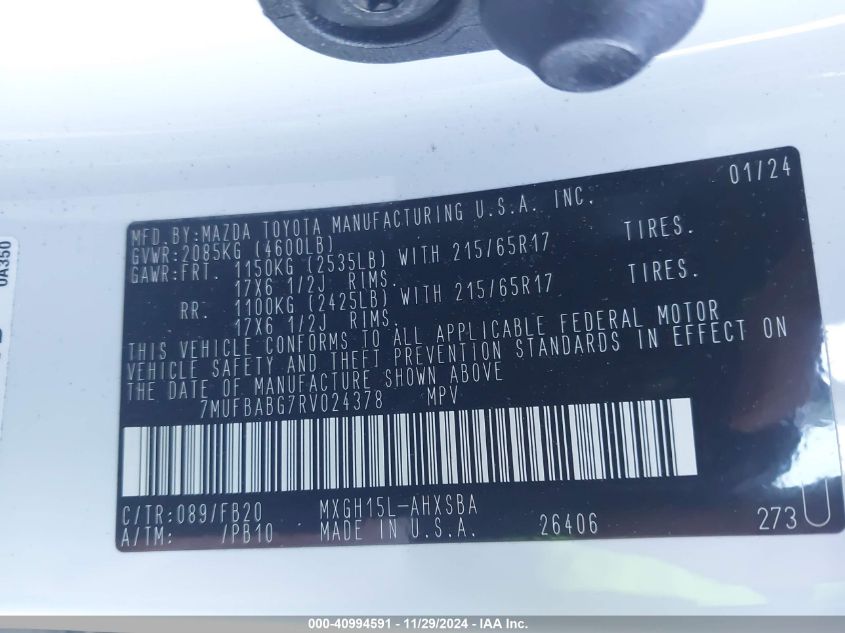 01/24
MFD.BY:MAZDA TOYOTA MANUFACTURING U.S.A. INC.
GVWR:2085KG (4600LB)
GAWR:FRT. 1150KG (2535LB) WITH 215/65R17 TIRES.
17X6 1/2J RIMS.
RR. 1100KG (2425LB) WITH 215/65R17 TIRES.
17X6 1/2J RIMS.
THIS VEHICLE CONFORMS TO ALL APPLICABLE FEDERAL MOTOR
VEHICLE SAFETY AND THEFT PREVENTION STANDARDS IN EFFECT ON
THE DATE OF MANUFACTURE SHOWN ABOVE
7MUFBABG7RV024378 MPV
C/TR:089/FB20 MXGH15L-AHXSBA
A/TM: /PB10 MADE IN U.S.A. 26406 273U
0A350
000-40994591 - 11/29/2024 - IAA Inc.